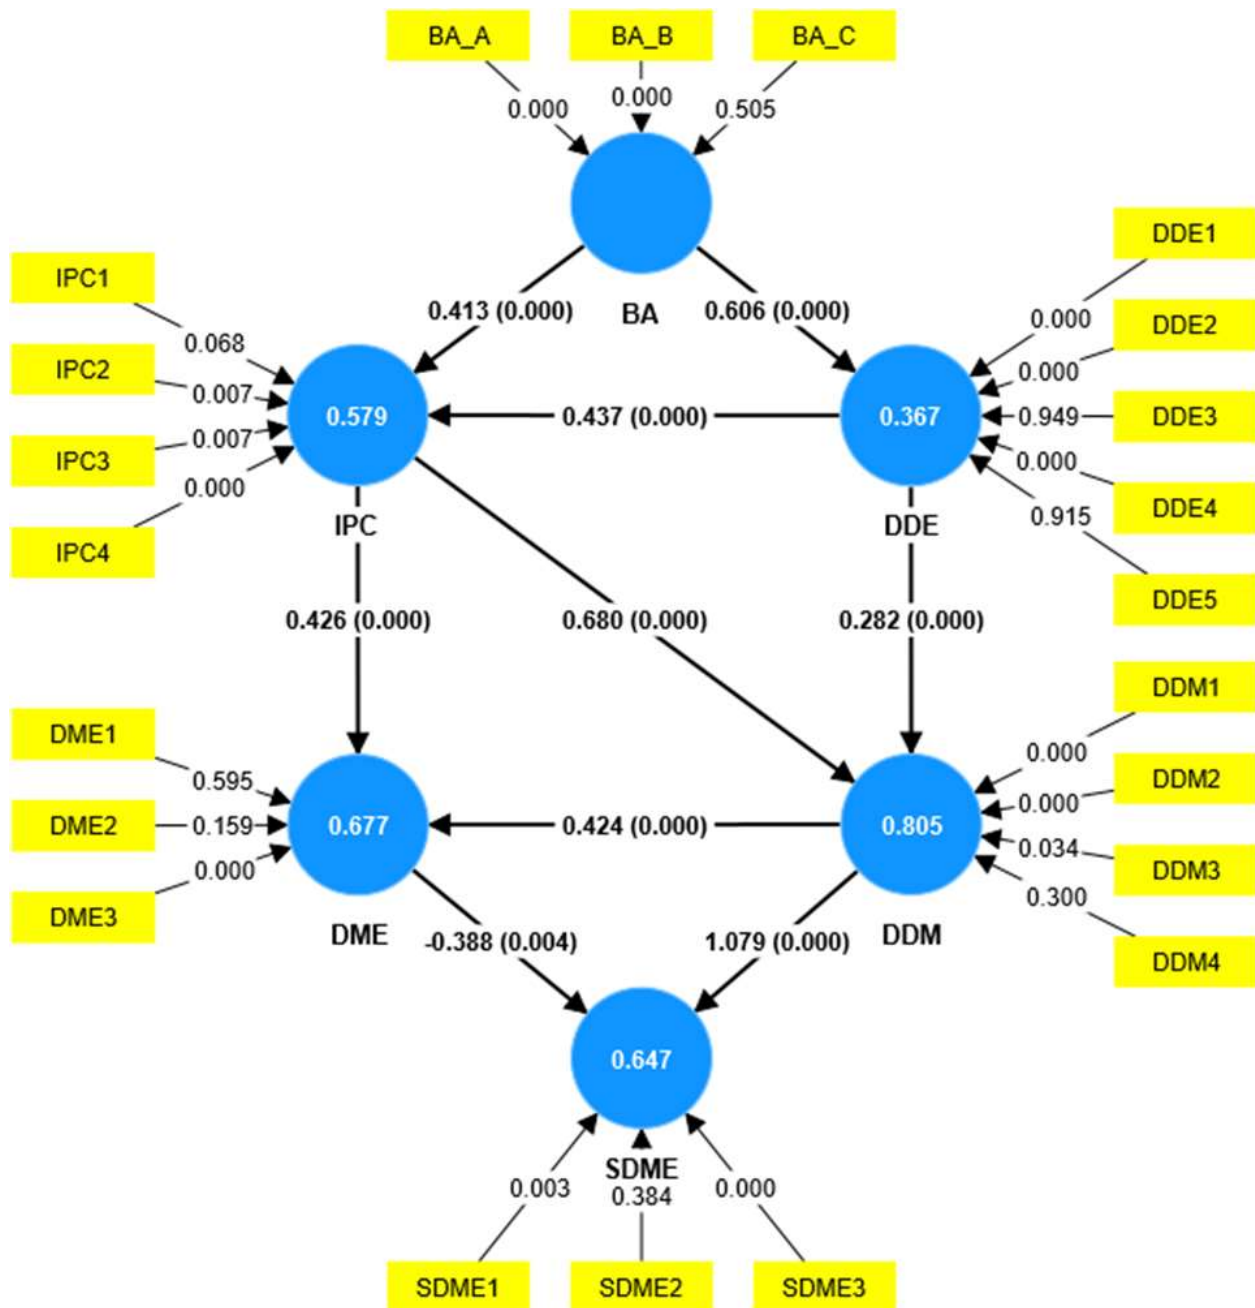 BA_A
BA_B
BA_C
0.000
0.000
0.505
BA
IPC1
IPC2
IPC3
IPC4
0.068
0.007
0.007
0.000
0.413 (0.000)
0.606 (0.000)
0.579
IPC
0.437 (0.000)
0.367
DDE
DDE1
DDE2
DDE3
DDE4
DDE5
0.000
0.000
0.949
0.000
0.915
0.426 (0.000)
0.680 (0.000)
0.282 (0.000)
DME1
DME2
DME3
0.595
0.159
0.000
0.677
DME
0.424 (0.000)
0.805
DDM
DDM1
DDM2
DDM3
DDM4
0.000
0.000
0.034
0.300
-0.388 (0.004)
1.079 (0.000)
0.647
SDME
0.003
0.384
0.000
SDME1
SDME2
SDME3